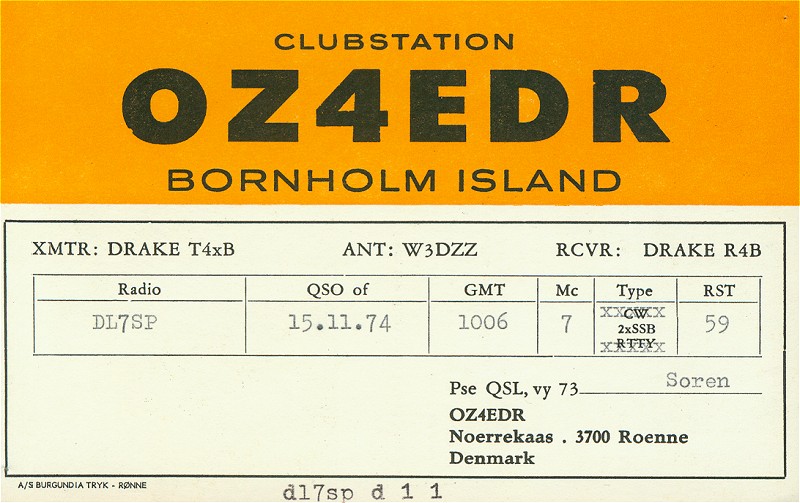 CLUBSTATION
OZ4EDR
BORNHOLM ISLAND
XMTR: DRAKE T4xB ANT: W3DZZ RCVR: DRAKE R4B
Radio QSO of GMT Mc Type RST
DL7SP 15.11.74 1006 7 CW 59
2xSSB
RTTY
Pse QSL, vy 73 Soren
OZ4EDR
Noerrekaas . 3700 Roenne
Denmark
A/S BURGUNDIA TRYK - RØNNE
dl7sp d 1 1